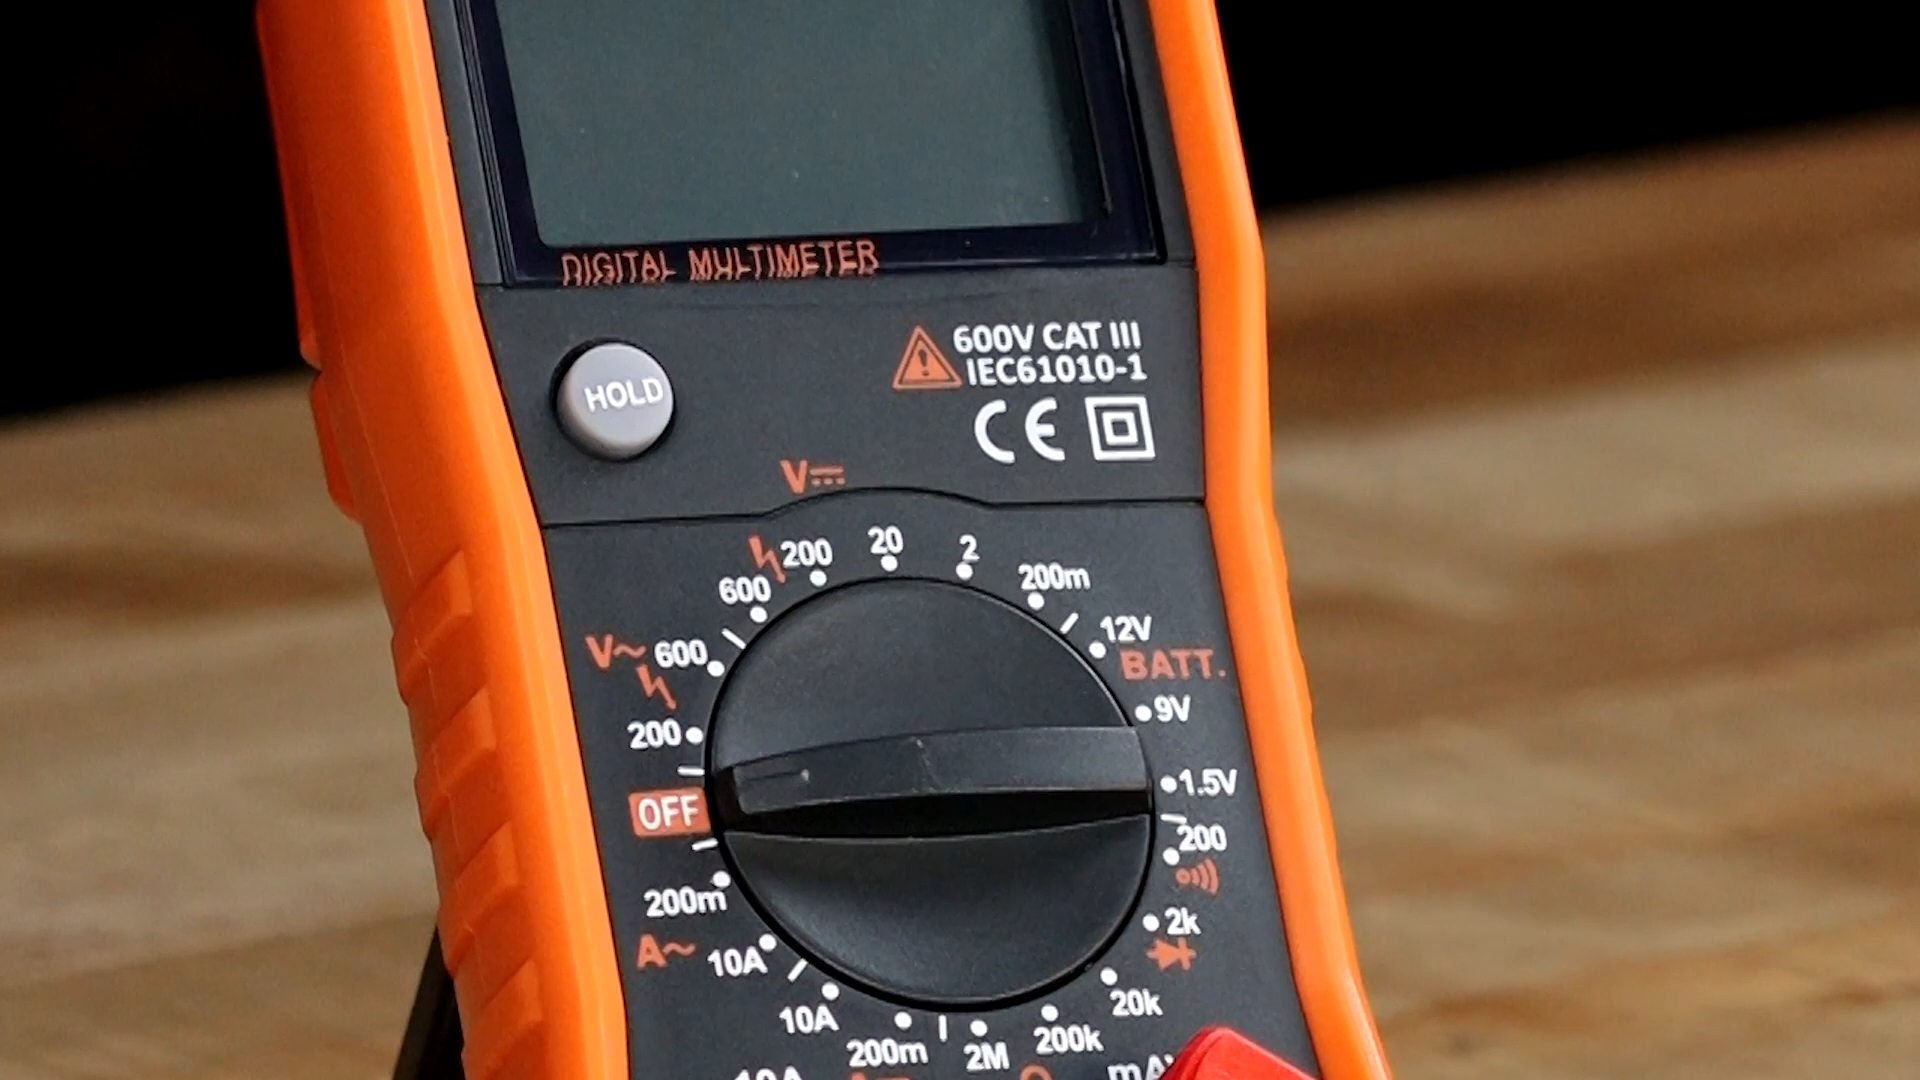 DIGITAL MULTIMETER
600V CAT III
IEC61010-1
HOLD
CE
V
200
20
2
200m
600
12V
BATT.
V~ 600
9V
200
1.5V
OFF
200
200m
2k
A~
10A
20k
10A
200k
200m
2M
10A